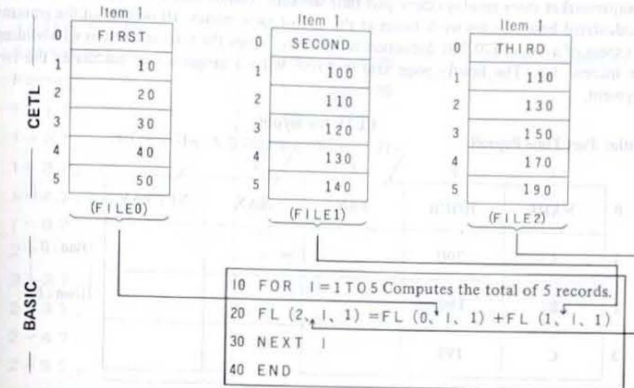 Item 1 Item 1 Item 1
0 FIRST 0 SECOND 0 THIRD
1 10 1 100 1 110
2 20 2 110 2 130
3 30 3 120 3 150
4 40 4 130 4 170
5 50 5 140 5 190
(FILE0) (FILE1) (FILE2)
CETL
BASIC
10 FOR I=1TO5 Computes the total of 5 records.
20 FL (2, I, 1) =FL (0, I, 1) +FL (1, I, 1)
30 NEXT I
40 END